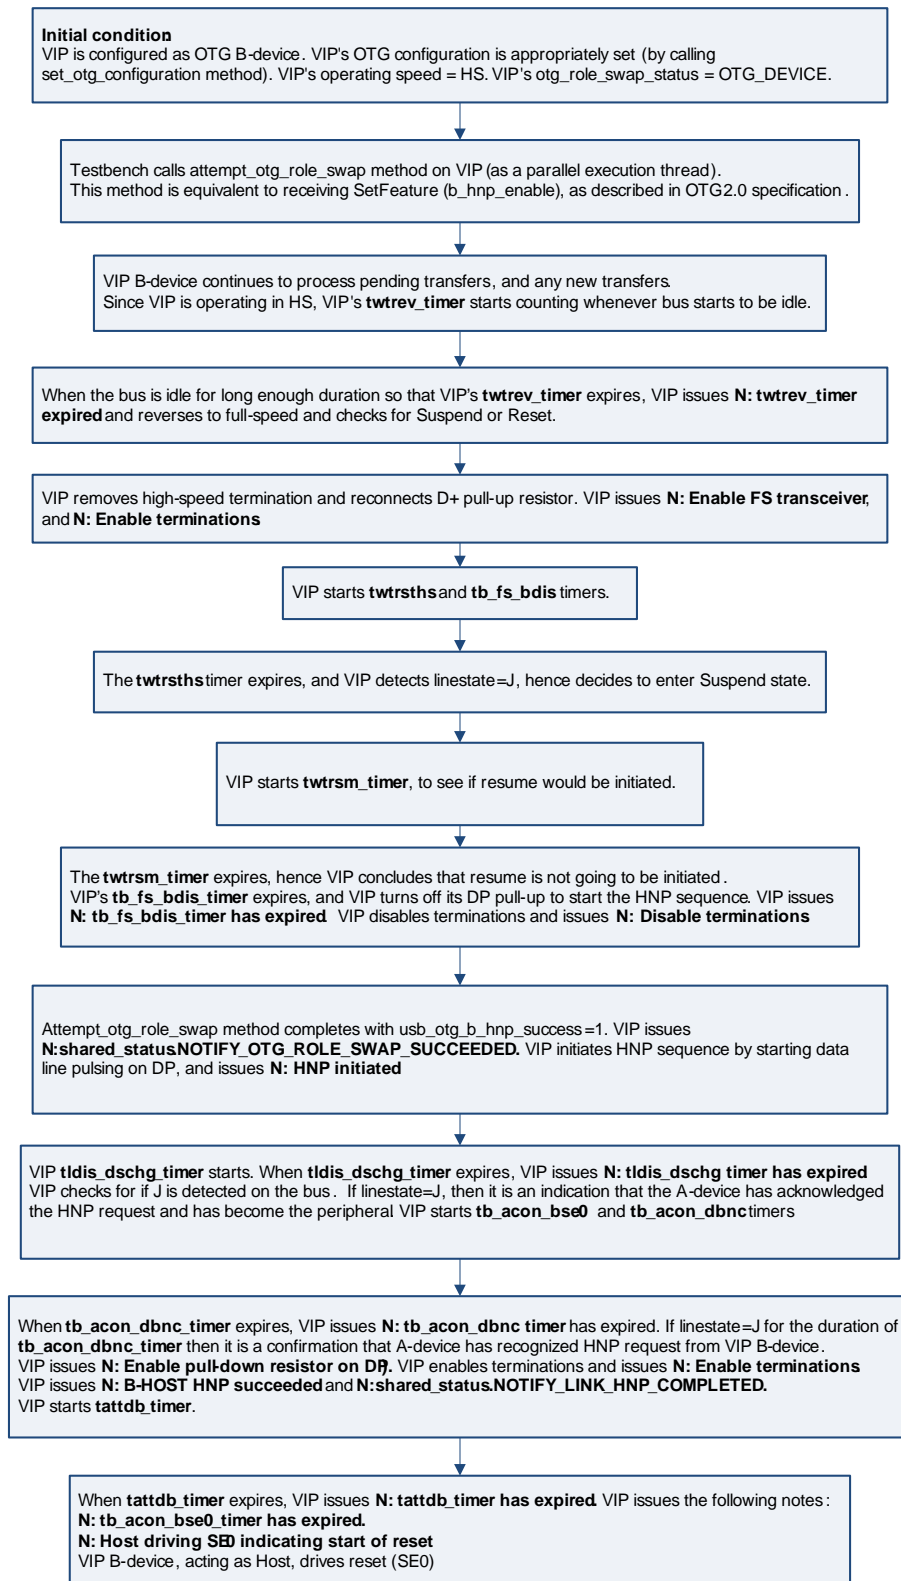 Initial condition:
VIP is configured as OTG B-device. VIP's OTG configuration is appropriately set (by calling
set_otg_configuration method). VIP's operating speed = HS. VIP's otg_role_swap_status = OTG_DEVICE.
Testbench calls attempt_otg_role_swap method on VIP (as a parallel execution thread).
This method is equivalent to receiving SetFeature (b_hnp_enable), as described in OTG2.0 specification.
VIP B-device continues to process pending transfers, and any new transfers.
Since VIP is operating in HS, VIP's twtrev_timer starts counting whenever bus starts to be idle.
When the bus is idle for long enough duration so that VIP's twtrev_timer expires, VIP issues N: twtrev_timer
expired and reverses to full-speed and checks for Suspend or Reset.
VIP removes high-speed termination and reconnects D+ pull-up resistor. VIP issues N: Enable FS transceiver,
and N: Enable terminations.
VIP starts twtrsths and tb_fs_bdis timers.
The twtrsths timer expires, and VIP detects linestate=J, hence decides to enter Suspend state.
VIP starts twtrsm_timer, to see if resume would be initiated.
The twtrsm_timer expires, hence VIP concludes that resume is not going to be initiated.
VIP's tb_fs_bdis_timer expires, and VIP turns off its DP pull-up to start the HNP sequence. VIP issues
N: tb_fs_bdis_timer has expired. VIP disables terminations and issues N: Disable terminations.
Attempt_otg_role_swap method completes with usb_otg_b_hnp_success=1. VIP issues
N:shared_status.NOTIFY_OTG_ROLE_SWAP_SUCCEEDED. VIP initiates HNP sequence by starting data
line pulsing on DP, and issues N: HNP initiated.
VIP tldis_dschg_timer starts. When tldis_dschg_timer expires, VIP issues N: tldis_dschg timer has expired.
VIP checks for if J is detected on the bus. If linestate=J, then it is an indication that the A-device has acknowledged
the HNP request and has become the peripheral. VIP starts tb_acon_bse0 and tb_acon_dbnc timers
When tb_acon_dbnc_timer expires, VIP issues N: tb_acon_dbnc timer has expired. If linestate=J for the duration of
tb_acon_dbnc_timer then it is a confirmation that A-device has recognized HNP request from VIP B-device.
VIP issues N: Enable pull-down resistor on DP. VIP enables terminations and issues N: Enable terminations.
VIP issues N: B-HOST HNP succeeded and N:shared_status.NOTIFY_LINK_HNP_COMPLETED.
VIP starts tattdb_timer.
When tattdb_timer expires, VIP issues N: tattdb_timer has expired. VIP issues the following notes:
N: tb_acon_bse0_timer has expired.
N: Host driving SE0 indicating start of reset
VIP B-device, acting as Host, drives reset (SE0)